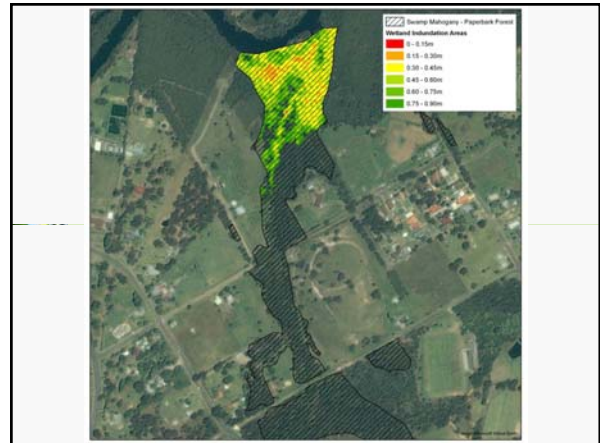 Swamp Mahogany - Paperbark Forest
Wetland Indundation Areas
0 - 0.15m
0.15 - 0.30m
0.30 - 0.45m
0.45 - 0.60m
0.60 - 0.75m
0.75 - 0.90m